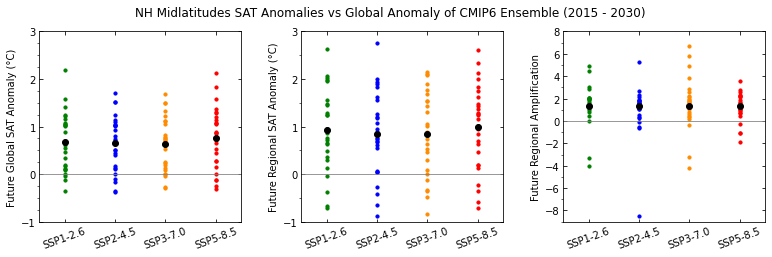 NH Midlatitudes SAT Anomalies vs Global Anomaly of CMIP6 Ensemble (2015 - 2030)
Future Global SAT Anomaly (°C)
3
2
1
0
−1
SSP1-2.6
SSP2-4.5
SSP3-7.0
SSP5-8.5
Future Regional SAT Anomaly (°C)
3
2
1
0
−1
SSP1-2.6
SSP2-4.5
SSP3-7.0
SSP5-8.5
Future Regional Amplification
8
6
4
2
0
−2
−4
−6
−8
SSP1-2.6
SSP2-4.5
SSP3-7.0
SSP5-8.5